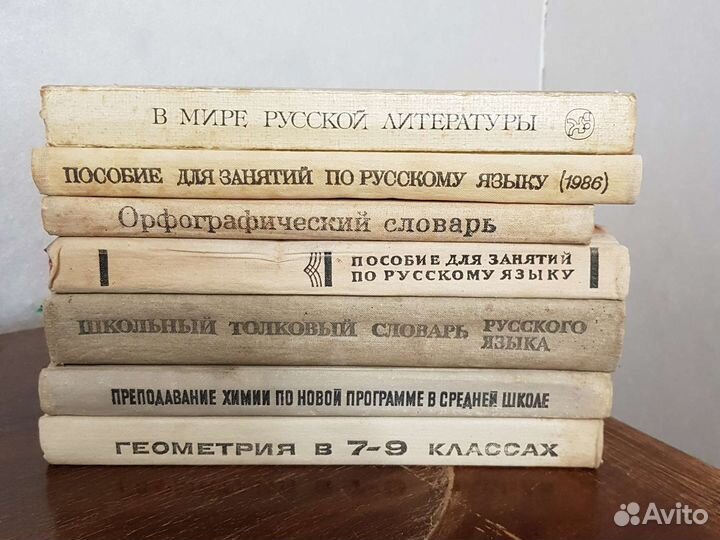 В МИРЕ РУССКОЙ ЛИТЕРАТУРЫ
ПОСОБИЕ ДЛЯ ЗАНЯТИЙ ПО РУССКОМУ ЯЗЫКУ (1986)
Орфографический словарь
ПОСОБИЕ ДЛЯ ЗАНЯТИЙ
ПО РУССКОМУ ЯЗЫКУ
ШКОЛЬНЫЙ ТОЛКОВЫЙ СЛОВАРЬ РУССКОГО
ЯЗЫКА
ПРЕПОДАВАНИЕ ХИМИИ ПО НОВОЙ ПРОГРАММЕ В СРЕДНЕЙ ШКОЛЕ
ГЕОМЕТРИЯ В 7-9 КЛАССАХ
Avito